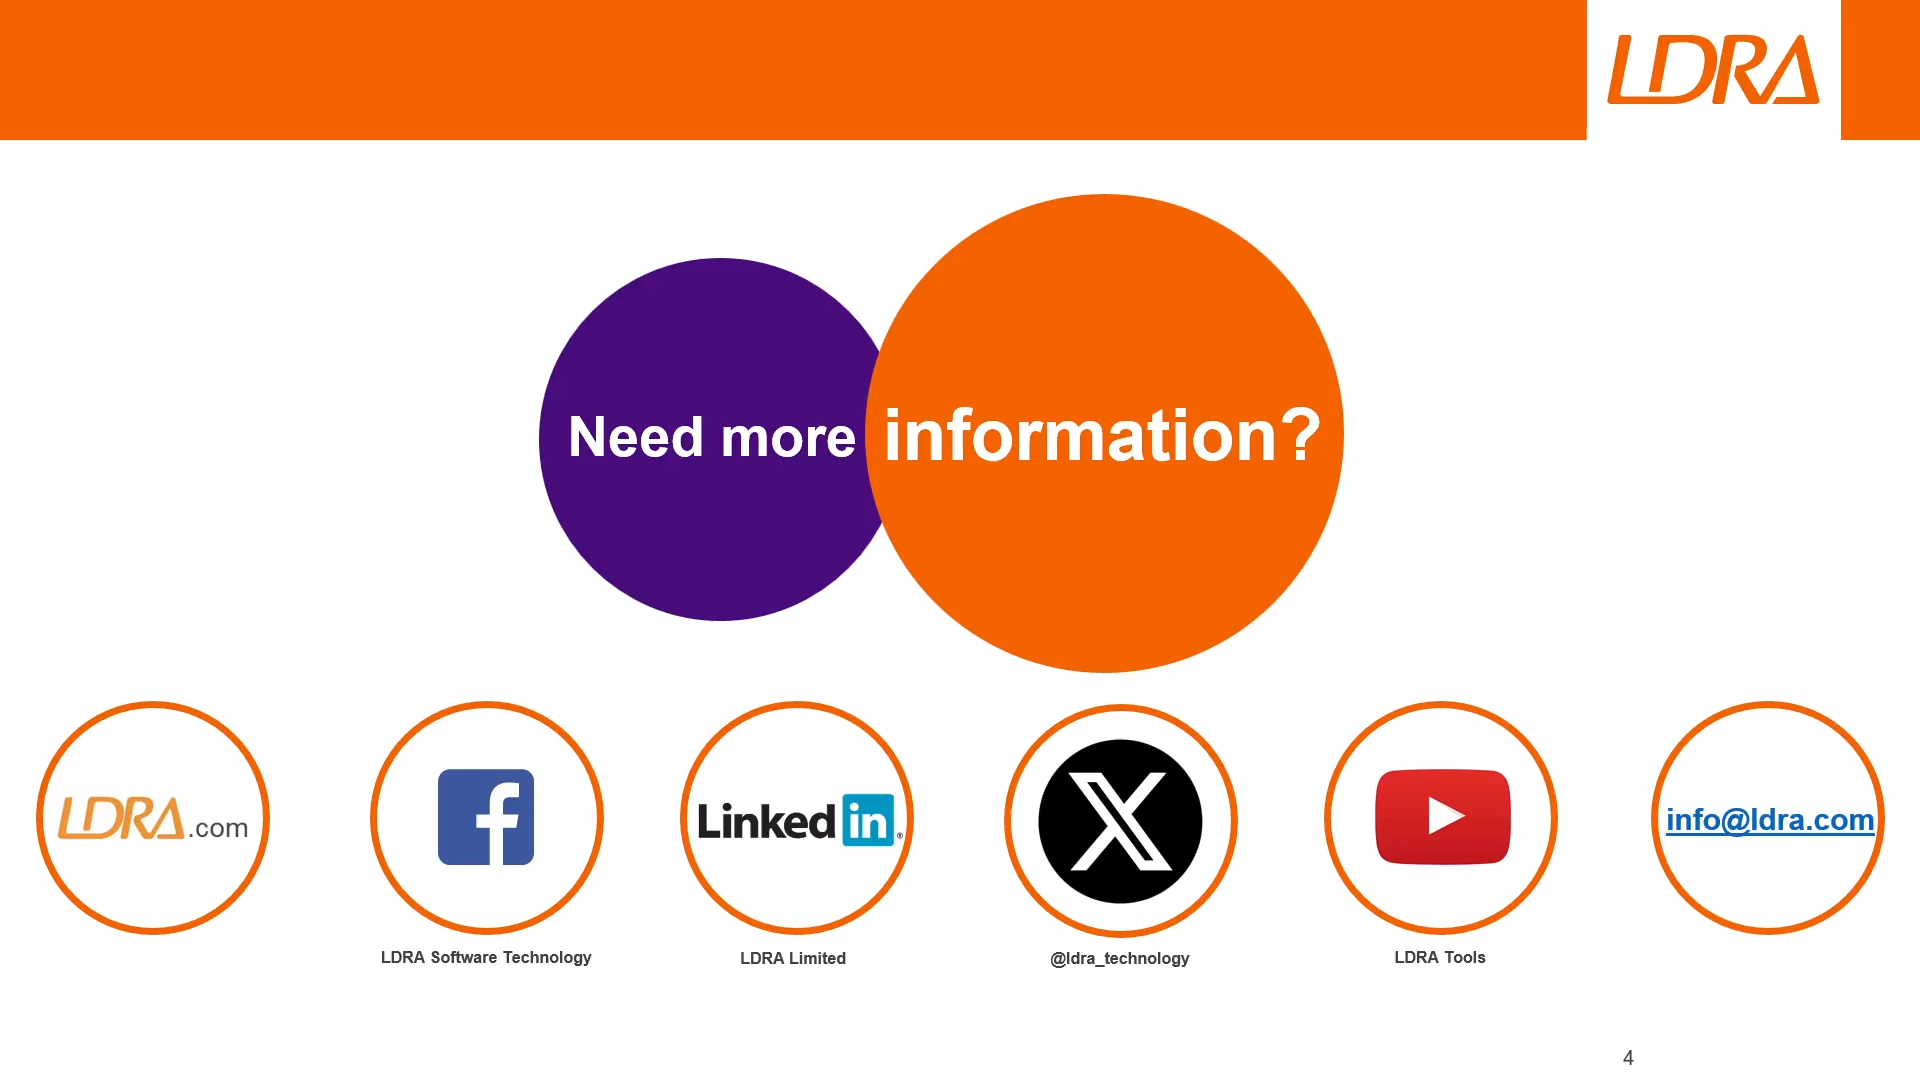 LDRA
Need more information?
LDRA.com
f
Linked in®
X
info@ldra.com
LDRA Software Technology
LDRA Limited
@ldra_technology
LDRA Tools
4